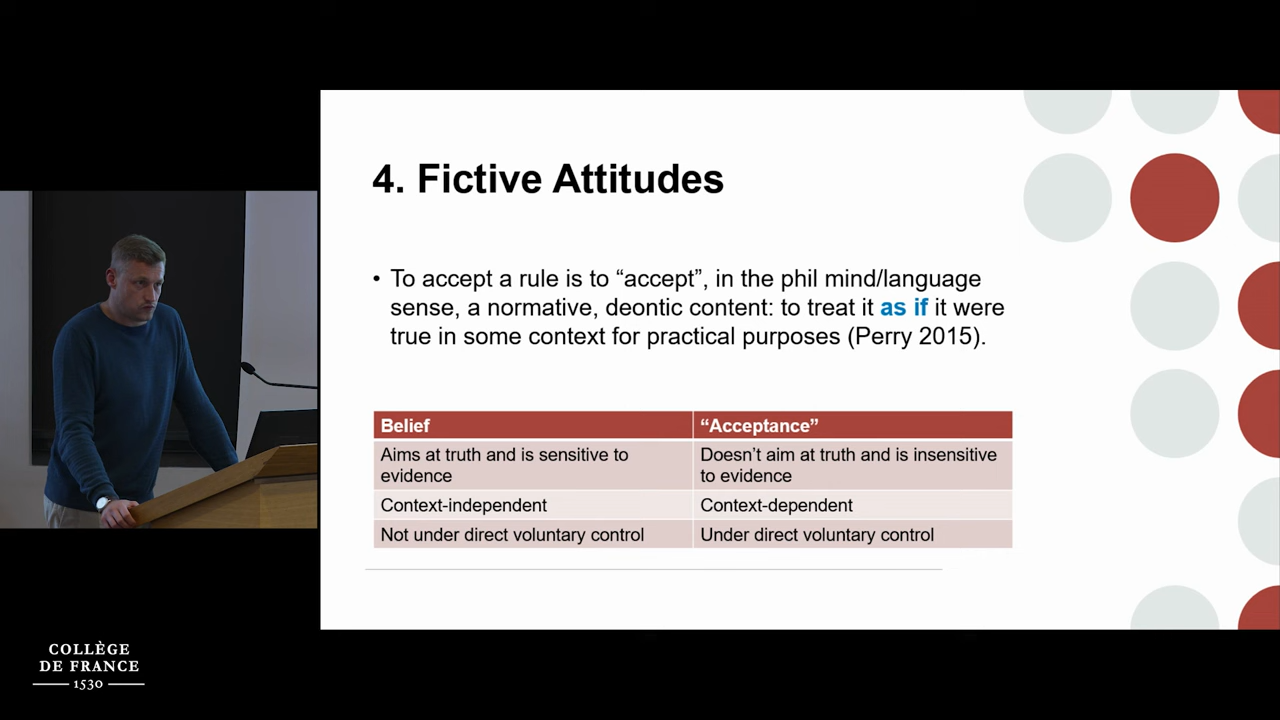 4. Fictive Attitudes
• To accept a rule is to “accept”, in the phil mind/language
sense, a normative, deontic content: to treat it as if it were
true in some context for practical purposes (Perry 2015).
Belief
“Acceptance”
Aims at truth and is sensitive to
evidence
Doesn’t aim at truth and is insensitive
to evidence
Context-independent
Context-dependent
Not under direct voluntary control
Under direct voluntary control
COLLÈGE
DE FRANCE
1530